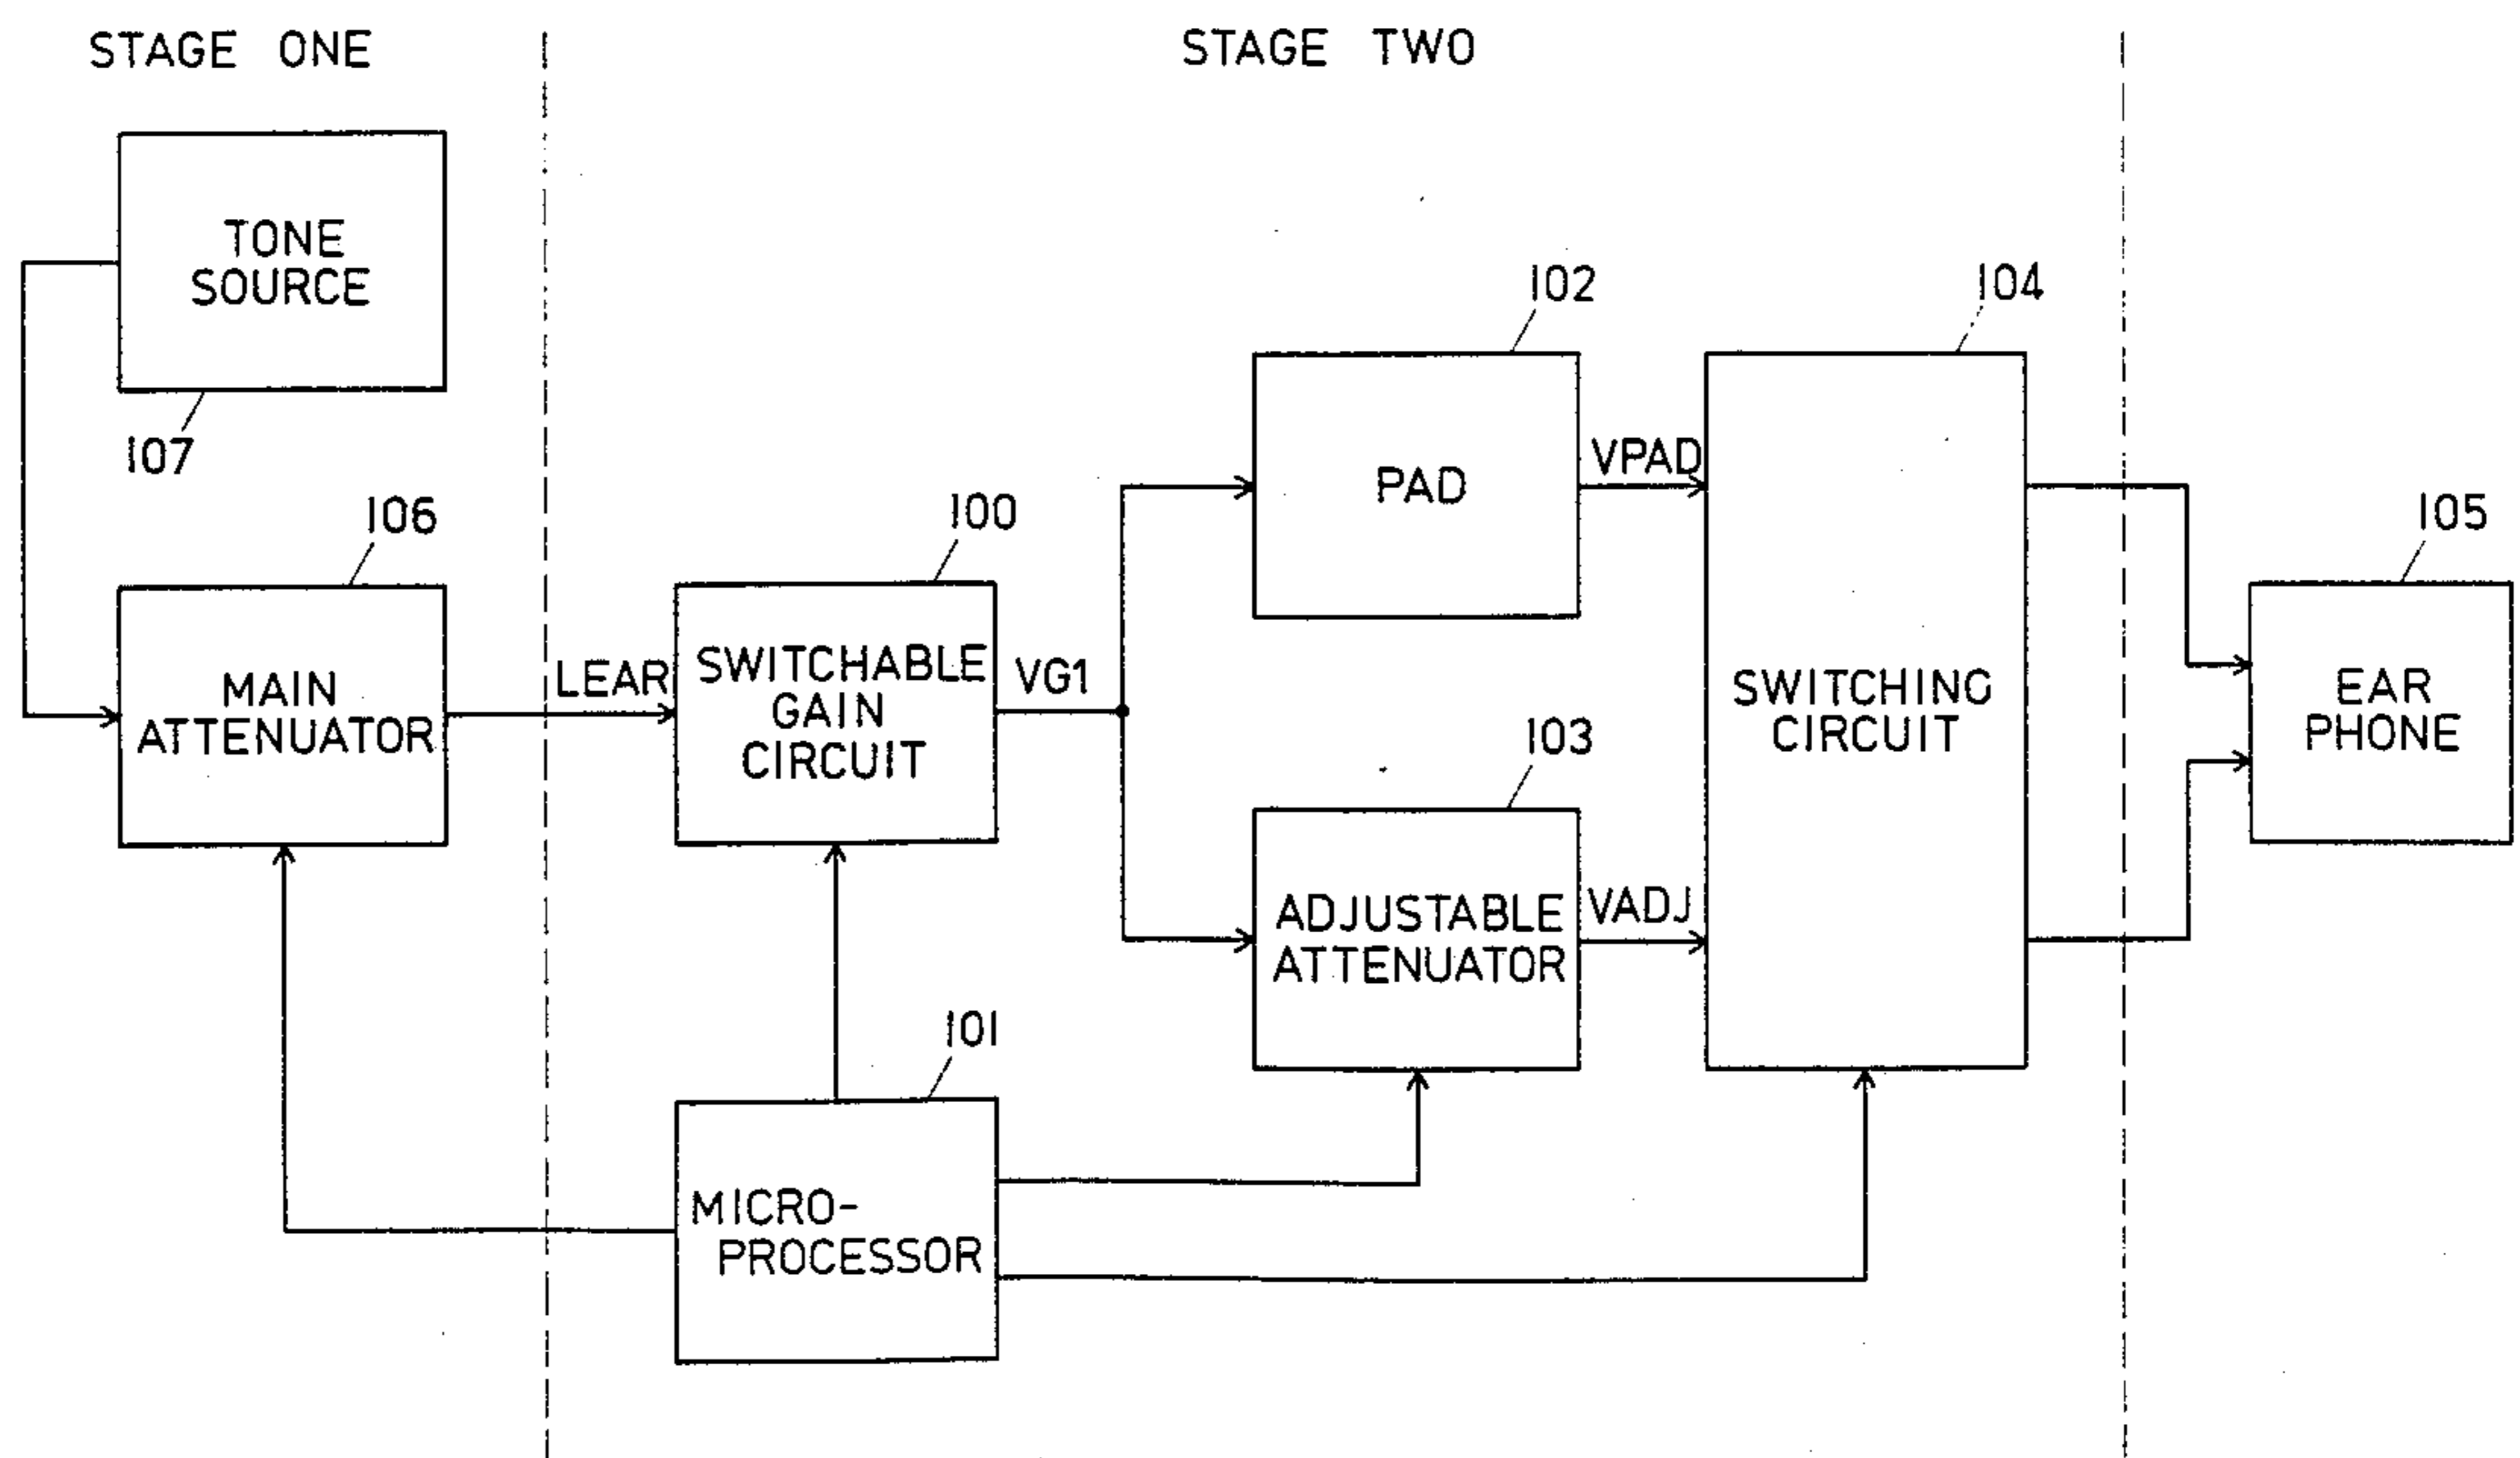 STAGE ONE
STAGE TWO
TONE
SOURCE
107
106
MAIN
ATTENUATOR
LEAR
100
SWITCHABLE
GAIN
CIRCUIT
VG1
102
PAD
VPAD
104
SWITCHING
CIRCUIT
103
ADJUSTABLE
ATTENUATOR
VADJ
105
EAR
PHONE
101
MICRO-
PROCESSOR